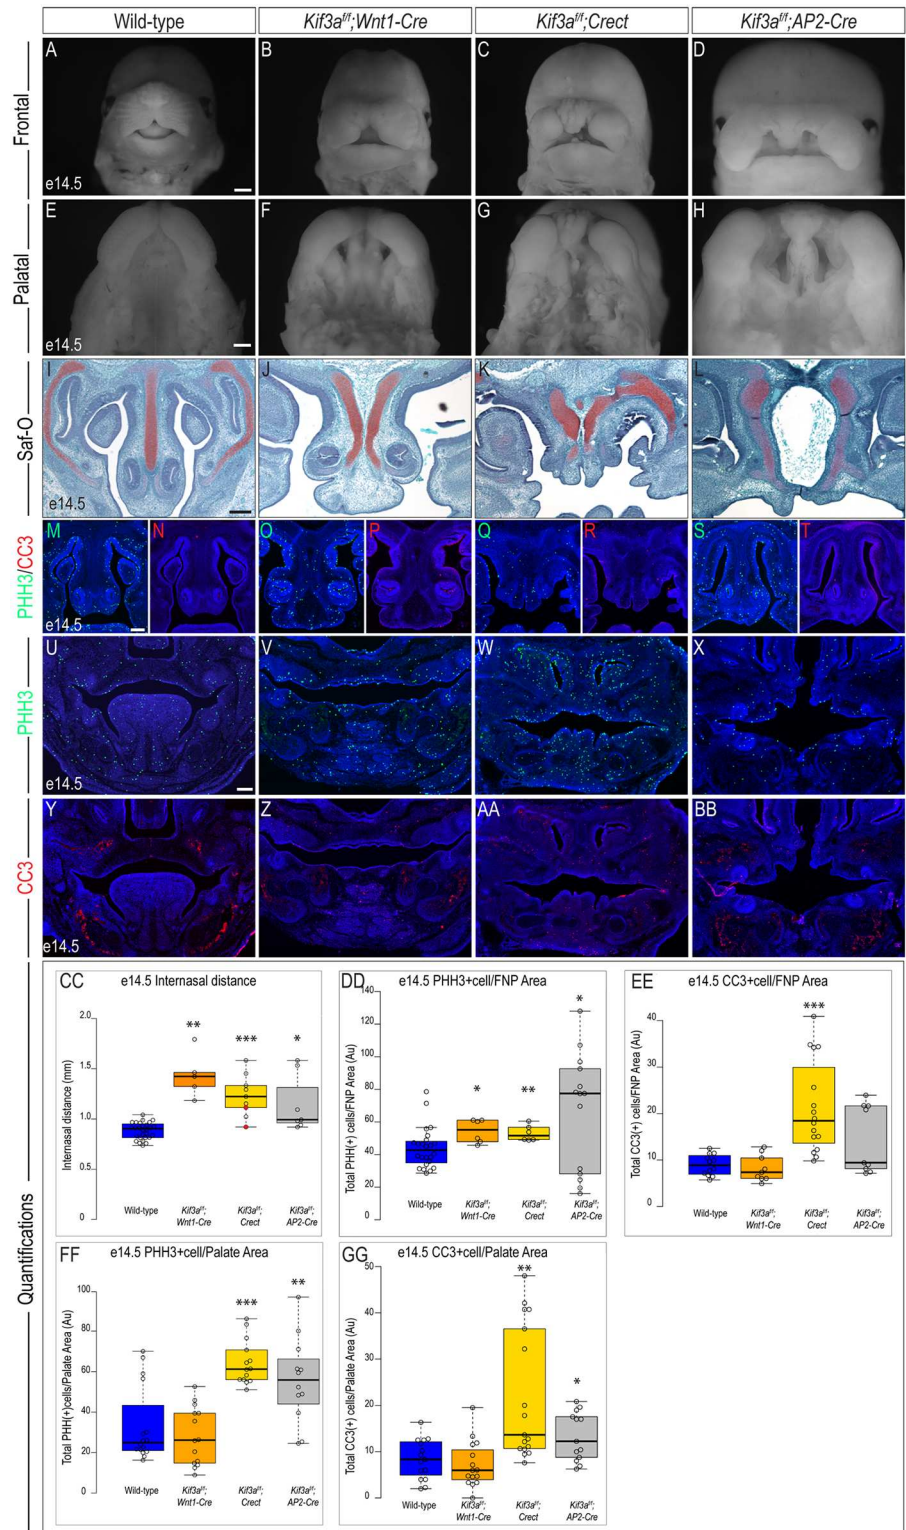 Wild-type Kif3a^f/f;Wnt1-Cre Kif3a^f/f;Crect Kif3a^f/f;AP2-Cre
Frontal
A B C D
e14.5
Palatal
E F G H
e14.5
Saf-O
I J K L
e14.5
PHH3/CC3
M N O P Q R S T
e14.5
PHH3
U V W X
e14.5
CC3
Y Z AA BB
e14.5
Quantifications
CC e14.5 Internasal distance
Internasal distance (mm)
2.0
** *** *
1.5
1.0
0.5
0
Wild-type Kif3a^f/f; Kif3a^f/f; Kif3a^f/f;
Wnt1-Cre Crect AP2-Cre
DD e14.5 PHH3+cell/FNP Area
Total PHH(+) cells/FNP Area (Au)
140
*
120
100
80
* **
60
40
20
0
Wild-type Kif3a^f/f; Kif3a^f/f; Kif3a^f/f;
Wnt1-Cre Crect AP2-Cre
EE e14.5 CC3+cell/FNP Area
Total CC3(+) cells/FNP Area (Au)
***
40
30
20
10
0
Wild-type Kif3a^f/f; Kif3a^f/f; Kif3a^f/f;
Wnt1-Cre Crect AP2-Cre
FF e14.5 PHH3+cell/Palate Area
Total PHH(+)cells/Palate Area (Au)
100
*** **
80
60
40
20
0
Wild-type Kif3a^f/f; Kif3a^f/f; Kif3a^f/f;
Wnt1-Cre Crect AP2-Cre
GG e14.5 CC3+cell/Palate Area
Total CC3(+) cells/Palate Area (Au)
50
**
40
30
*
20
10
0
Wild-type Kif3a^f/f; Kif3a^f/f; Kif3a^f/f;
Wnt1-Cre Crect AP2-Cre